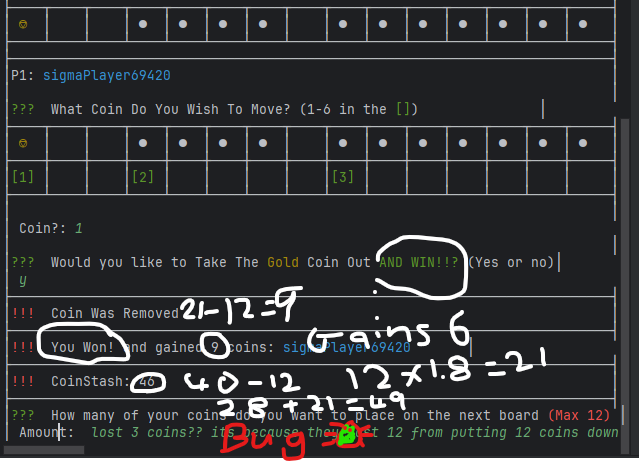 P1: sigmaPlayer69420
??? What Coin Do You Wish To Move? (1-6 in the [])
[1] [2] [3]
Coin?: 1
??? Would you like to Take The Gold Coin Out AND WIN!!? (Yes or no)
y
!!! Coin Was Removed 21-12=9
!!! You Won! and gained 9 coins: sigmaPlayer69420
Gains 6
!!! CoinStash: 46 40-12 12×1.8=21
28+21=49
??? How many of your coins do you want to place on the next board (Max 12)
Amount: lost 3 coins?? its because they lost 12 from putting 12 coins down
Bug